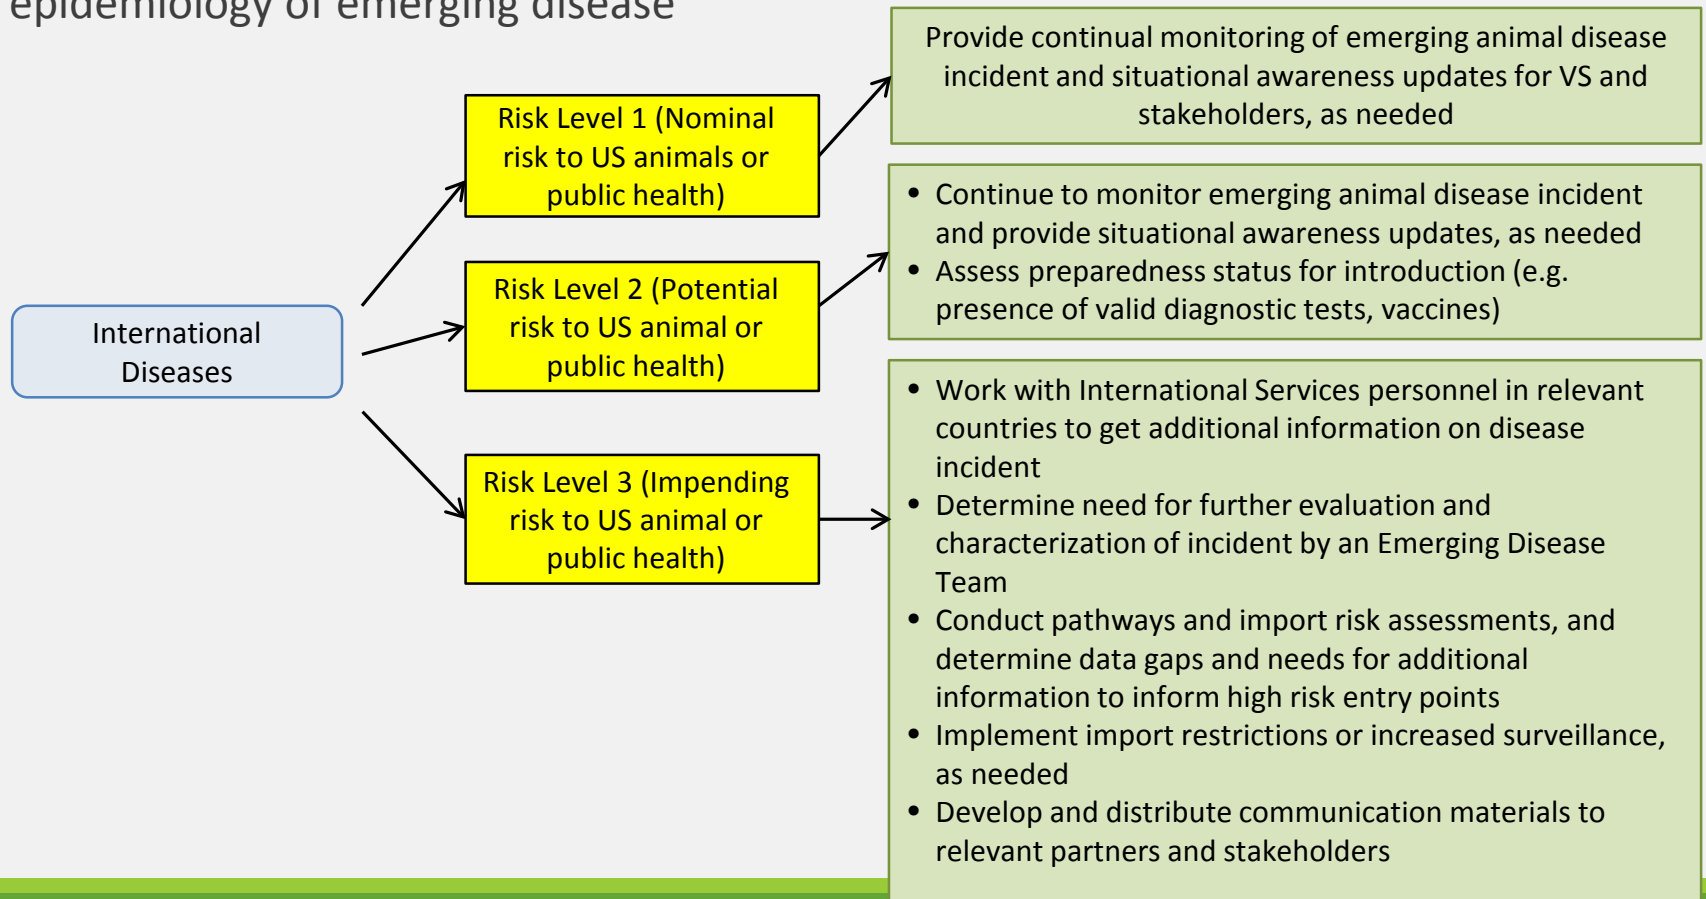 epidemiology of emerging disease
International
Diseases
Risk Level 1 (Nominal
risk to US animals or
public health)
Provide continual monitoring of emerging animal disease
incident and situational awareness updates for VS and
stakeholders, as needed
Risk Level 2 (Potential
risk to US animal or
public health)
• Continue to monitor emerging animal disease incident
and provide situational awareness updates, as needed
• Assess preparedness status for introduction (e.g.
presence of valid diagnostic tests, vaccines)
Risk Level 3 (Impending
risk to US animal or
public health)
• Work with International Services personnel in relevant
countries to get additional information on disease
incident
• Determine need for further evaluation and
characterization of incident by an Emerging Disease
Team
• Conduct pathways and import risk assessments, and
determine data gaps and needs for additional
information to inform high risk entry points
• Implement import restrictions or increased surveillance,
as needed
• Develop and distribute communication materials to
relevant partners and stakeholders